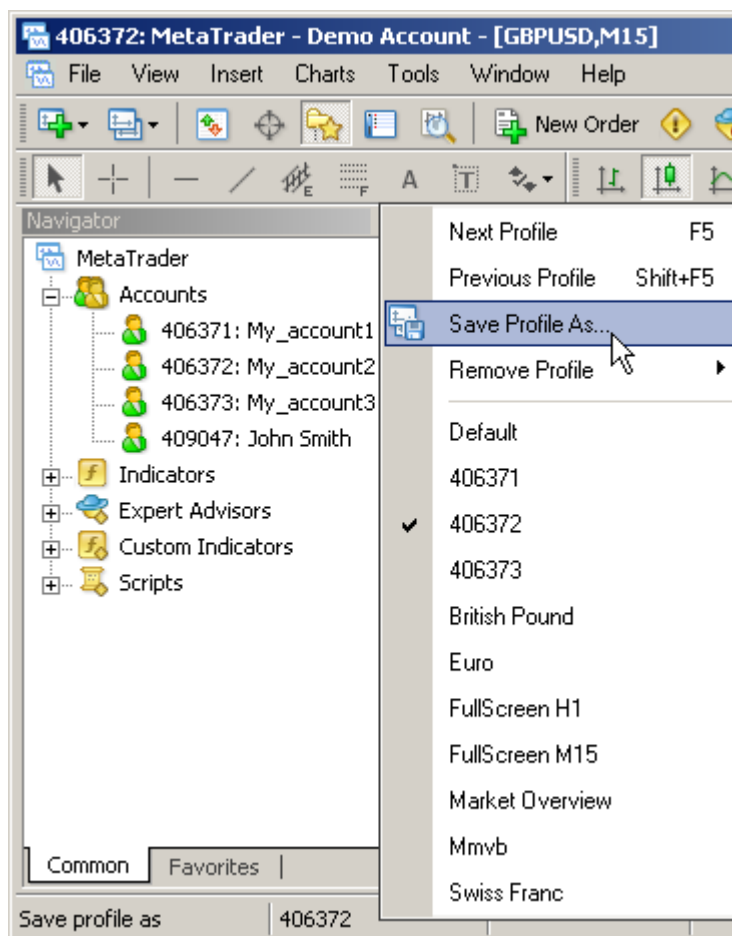 406372: MetaTrader - Demo Account - [GBPUSD,M15]
File View Insert Charts Tools Window Help
New Order
E F A T
Navigator
MetaTrader
Accounts
406371: My_account1
406372: My_account2
406373: My_account3
409047: John Smith
Indicators
Expert Advisors
Custom Indicators
Scripts
Common Favorites
Next Profile F5
Previous Profile Shift+F5
Save Profile As...
Remove Profile
Default
406371
406372
406373
British Pound
Euro
FullScreen H1
FullScreen M15
Market Overview
Mmvb
Swiss Franc
Save profile as 406372